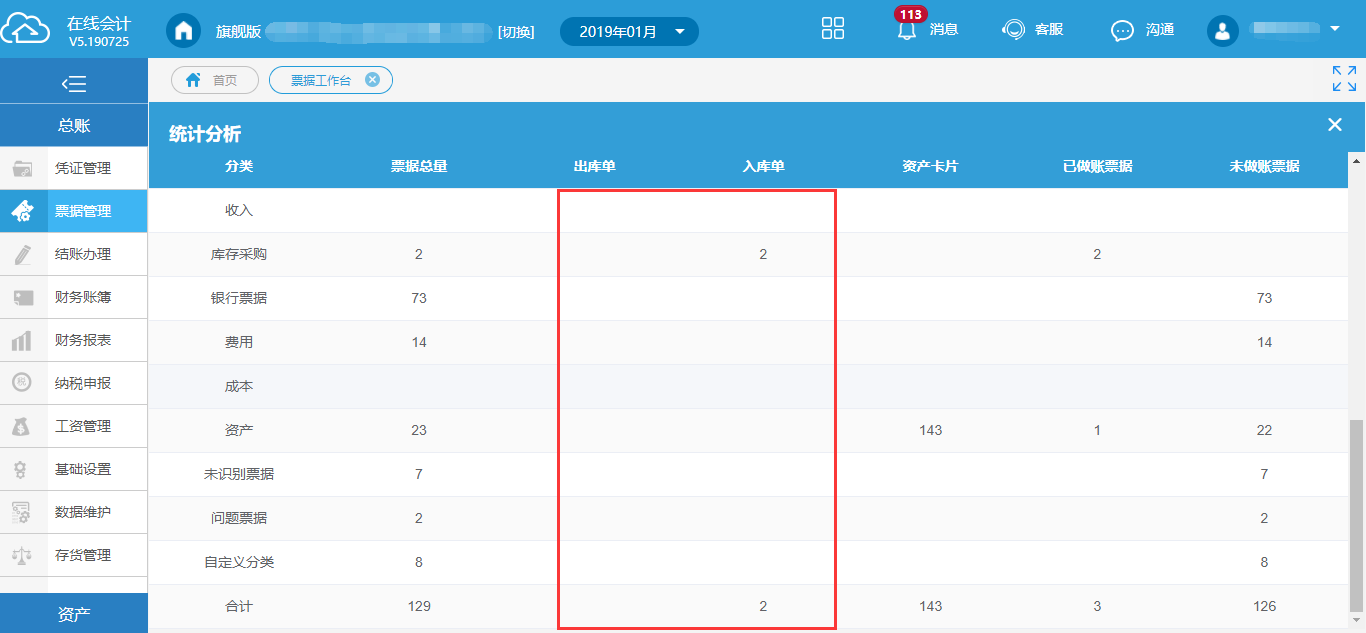 在线会计
V5.190725
旗舰版
[切换]
2019年01月
113
消息
客服
沟通
首页
票据工作台
总账
凭证管理
票据管理
结账办理
财务账簿
财务报表
纳税申报
税
工资管理
基础设置
数据维护
存货管理
资产
统计分析
分类 票据总量 出库单 入库单 资产卡片 已做账票据 未做账票据
收入
库存采购 2 2 2
银行票据 73 73
费用 14 14
成本
资产 23 143 1 22
未识别票据 7 7
问题票据 2 2
自定义分类 8 8
合计 129 2 143 3 126